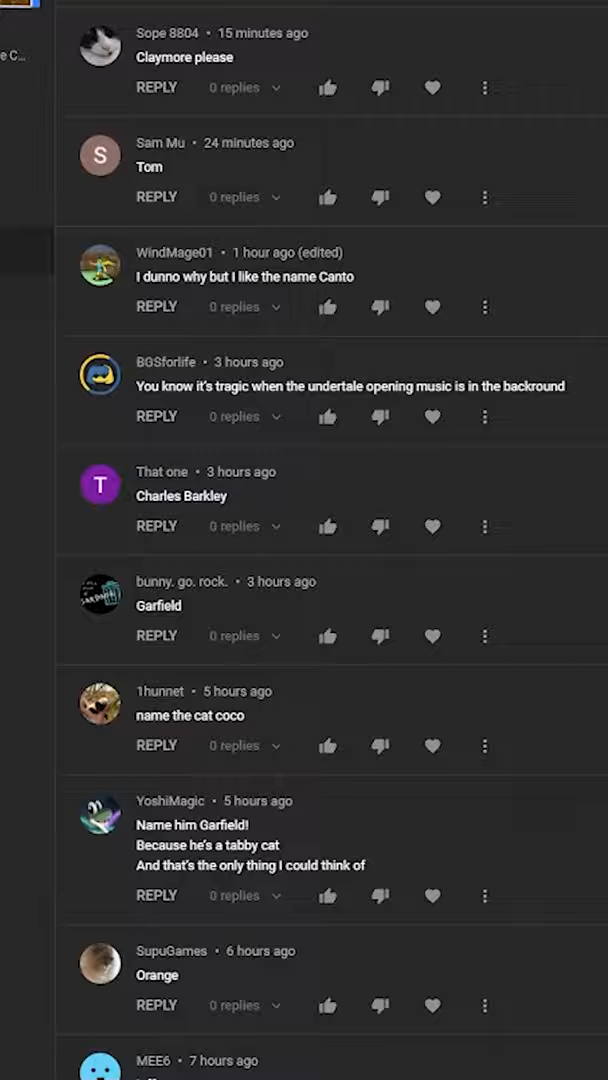 e C...
Sope 8804 • 15 minutes ago
Claymore please
REPLY 0 replies
S
Sam Mu • 24 minutes ago
Tom
REPLY 0 replies
WindMage01 • 1 hour ago (edited)
I dunno why but I like the name Canto
REPLY 0 replies
BGSforlife • 3 hours ago
You know it's tragic when the undertale opening music is in the backround
REPLY 0 replies
T
That one • 3 hours ago
Charles Barkley
REPLY 0 replies
bunny. go. rock. • 3 hours ago
Garfield
REPLY 0 replies
1hunnet • 5 hours ago
name the cat coco
REPLY 0 replies
YoshiMagic • 5 hours ago
Name him Garfield!
Because he's a tabby cat
And that's the only thing I could think of
REPLY 0 replies
SupuGames • 6 hours ago
Orange
REPLY 0 replies
MEE6 • 7 hours ago